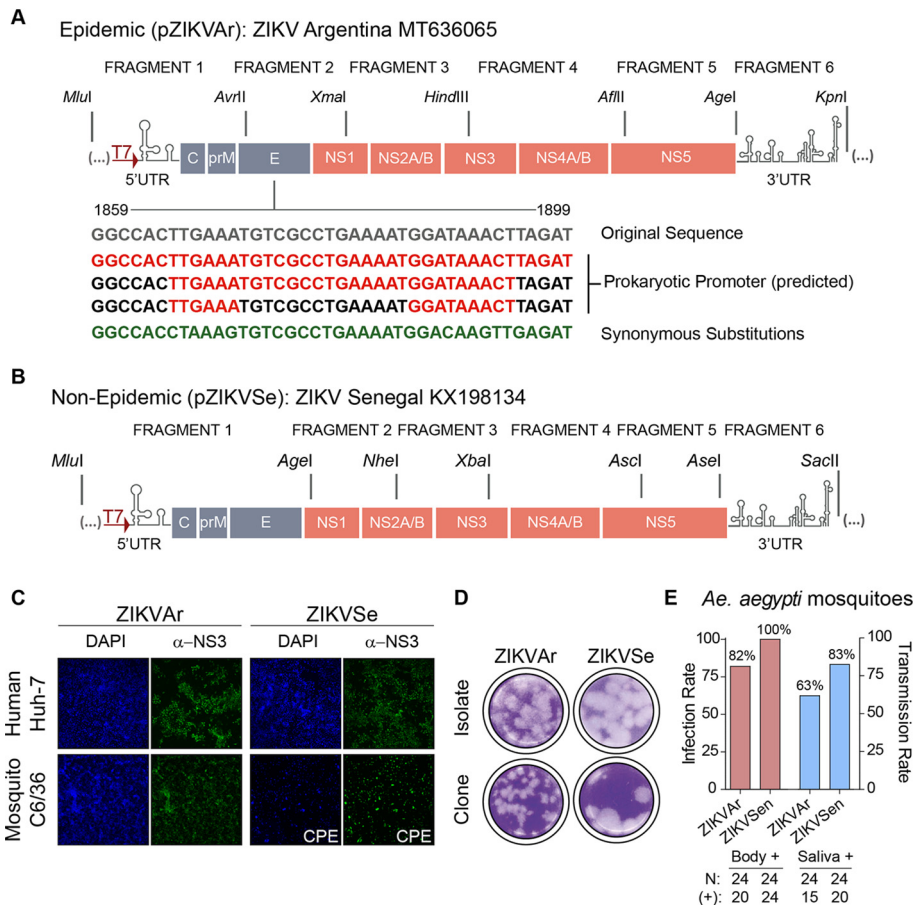 A
Epidemic (pZIKVAr): ZIKV Argentina MT636065
FRAGMENT 1 FRAGMENT 2 FRAGMENT 3 FRAGMENT 4 FRAGMENT 5 FRAGMENT 6
MluI AvrII XmaI HindIII AflII AgeI KpnI
(...) T7 C prM E NS1 NS2A/B NS3 NS4A/B NS5 (...)
5'UTR 3'UTR
1859 1899
GGCCACTTGAAATGTCGCCTGAAAATGGATAAACTTAGAT Original Sequence
GGCCACTTGAAATGTCGCCTGAAAATGGATAAACTTAGAT
GGCCACTTGAAATGTCGCCTGAAAATGGATAAACTTAGAT Prokaryotic Promoter (predicted)
GGCCACTTGAAATGTCGCCTGAAAATGGATAAACTTAGAT
GGCCACCTAAAGTGTCGCCTGAAAATGGACAAGTTGAGAT Synonymous Substitutions
B
Non-Epidemic (pZIKVSe): ZIKV Senegal KX198134
FRAGMENT 1 FRAGMENT 2 FRAGMENT 3 FRAGMENT 4 FRAGMENT 5 FRAGMENT 6
MluI AgeI NheI XbaI AscI AseI SacII
(...) T7 C prM E NS1 NS2A/B NS3 NS4A/B NS5 (...)
5'UTR 3'UTR
C
ZIKVAr ZIKVSe
DAPI α–NS3 DAPI α–NS3
Human
Huh-7
Mosquito
C6/36
CPE CPE
D
ZIKVAr ZIKVSe
Isolate
Clone
E Ae. aegypti mosquitoes
Infection Rate
100
75
50
25
0
82% 100% 63% 83%
100
75
50
25
0
Transmission Rate
ZIKVAr ZIKVSen ZIKVAr ZIKVSen
Body + Saliva +
N: 24 24 24 24
(+): 20 24 15 20